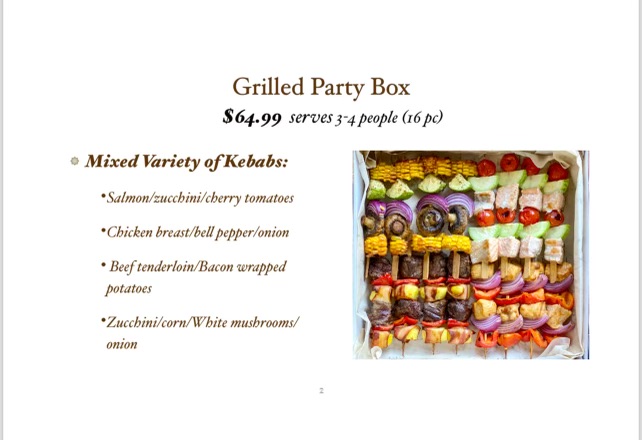 Grilled Party Box
$64.99 serves 3-4 people (16 pc)
Mixed Variety of Kebabs:
•Salmon/zucchini/cherry tomatoes
•Chicken breast/bell pepper/onion
• Beef tenderloin/Bacon wrapped
potatoes
•Zucchini/corn/White mushrooms/
onion
2